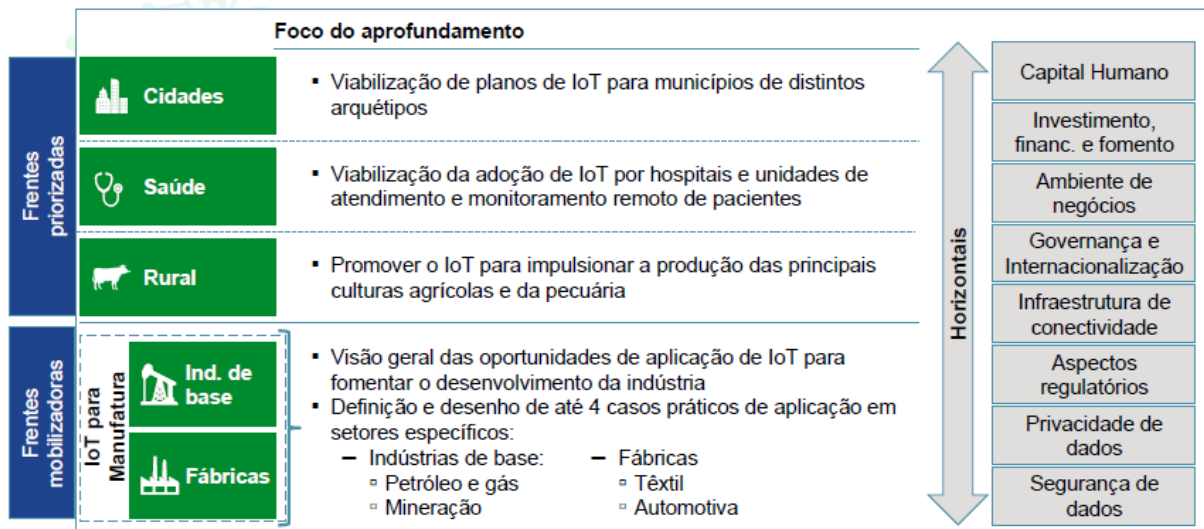 Foco do aprofundamento
Frentes
priorizadas
Cidades
▪ Viabilização de planos de IoT para municípios de distintos
arquétipos
Saúde
▪ Viabilização da adoção de IoT por hospitais e unidades de
atendimento e monitoramento remoto de pacientes
Rural
▪ Promover o IoT para impulsionar a produção das principais
culturas agrícolas e da pecuária
Frentes
mobilizadoras
IoT para
Manufatura
Ind. de
base
Fábricas
▪ Visão geral das oportunidades de aplicação de IoT para
fomentar o desenvolvimento da indústria
▪ Definição e desenho de até 4 casos práticos de aplicação em
setores específicos:
– Indústrias de base:
▫ Petróleo e gás
▫ Mineração
– Fábricas
▫ Têxtil
▫ Automotiva
Horizontais
Capital Humano
Investimento,
financ. e fomento
Ambiente de
negócios
Governança e
Internacionalização
Infraestrutura de
conectividade
Aspectos
regulatórios
Privacidade de
dados
Segurança de
dados